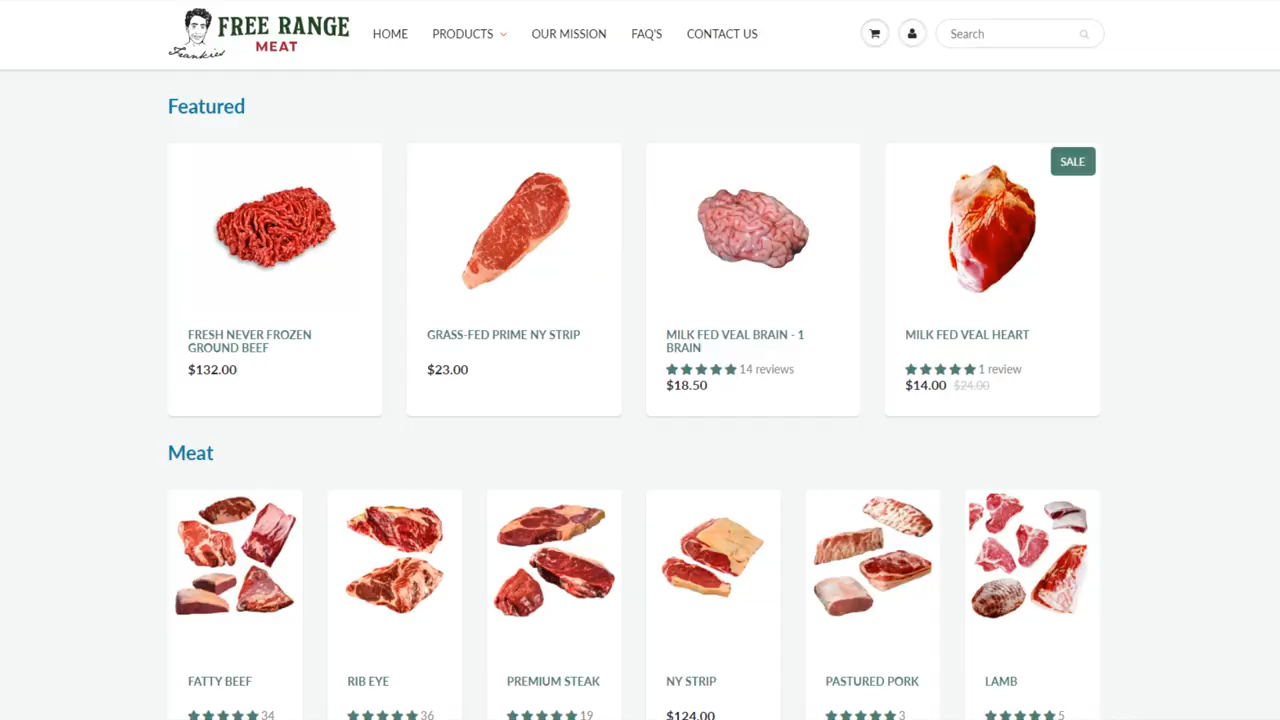 Frankies
FREE RANGE
MEAT
HOME
PRODUCTS
OUR MISSION
FAQ'S
CONTACT US
Search
Featured
SALE
FRESH NEVER FROZEN
GROUND BEEF
$132.00
GRASS-FED PRIME NY STRIP
$23.00
MILK FED VEAL BRAIN - 1
BRAIN
14 reviews
$18.50
MILK FED VEAL HEART
1 review
$14.00 $24.00
Meat
FATTY BEEF
34
RIB EYE
36
PREMIUM STEAK
19
NY STRIP
$124.00
PASTURED PORK
3
LAMB
5